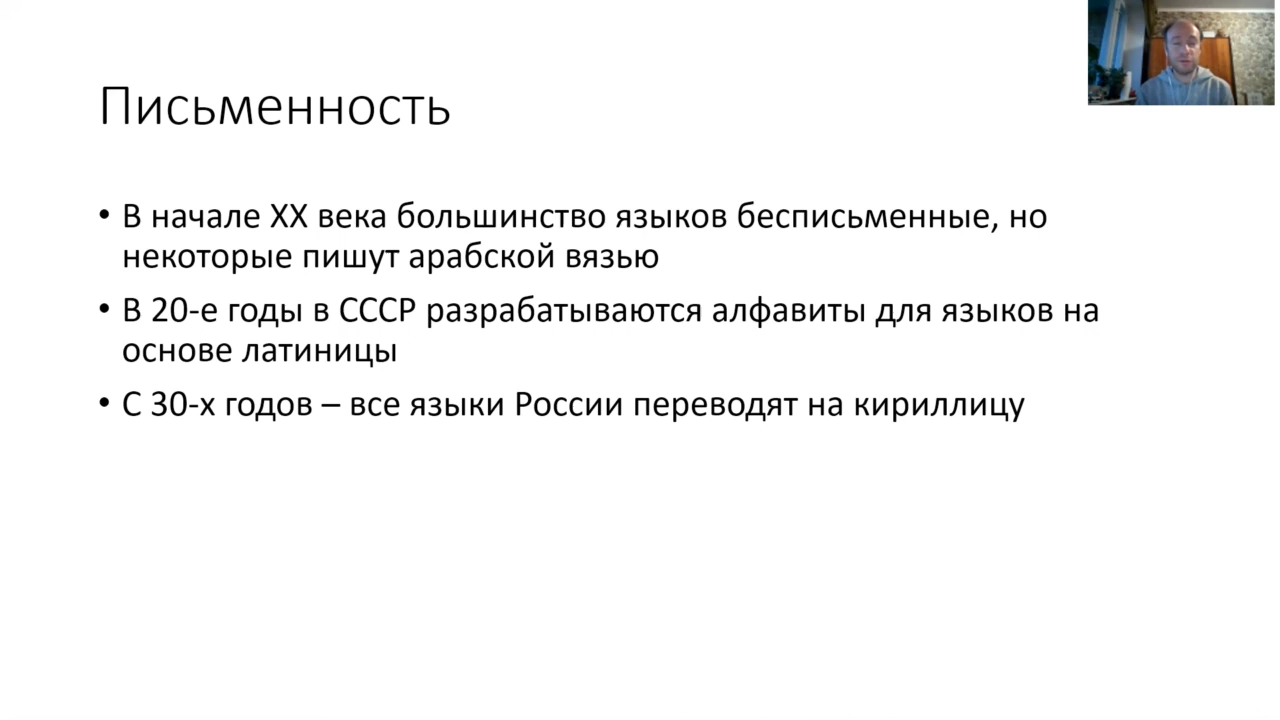 Письменность
• В начале XX века большинство языков бесписьменные, но
некоторые пишут арабской вязью
• В 20-е годы в СССР разрабатываются алфавиты для языков на
основе латиницы
• С 30-х годов – все языки России переводят на кириллицу